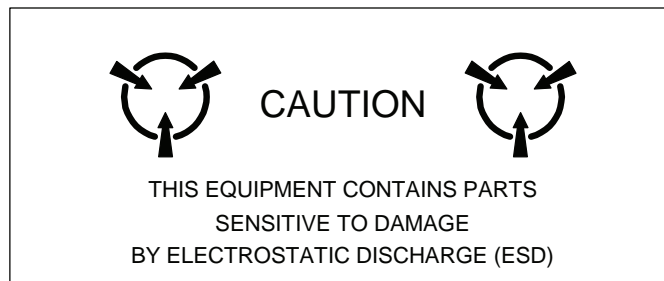 CAUTION
THIS EQUIPMENT CONTAINS PARTS
SENSITIVE TO DAMAGE
BY ELECTROSTATIC DISCHARGE (ESD)